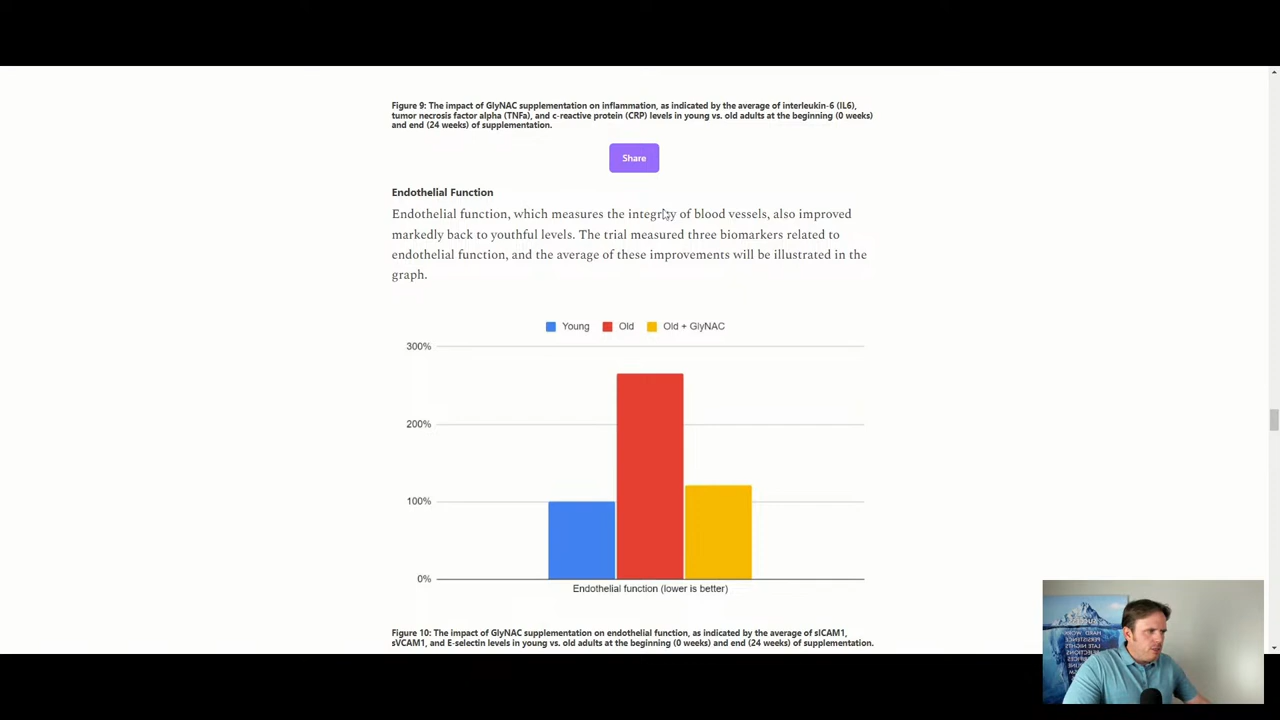 Figure 9: The impact of GlyNAC supplementation on inflammation, as indicated by the average of interleukin-6 (IL6),
tumor necrosis factor alpha (TNFa), and c-reactive protein (CRP) levels in young vs. old adults at the beginning (0 weeks)
and end (24 weeks) of supplementation.
Share
Endothelial Function
Endothelial function, which measures the integrity of blood vessels, also improved
markedly back to youthful levels. The trial measured three biomarkers related to
endothelial function, and the average of these improvements will be illustrated in the
graph.
Young Old Old + GlyNAC
300%
200%
100%
0%
Endothelial function (lower is better)
Figure 10: The impact of GlyNAC supplementation on endothelial function, as indicated by the average of sICAM1,
sVCAM1, and E-selectin levels in young vs. old adults at the beginning (0 weeks) and end (24 weeks) of supplementation.
SUCCESS
HARD WORK
PERSISTENCE
LATE NIGHTS
REJECTIONS